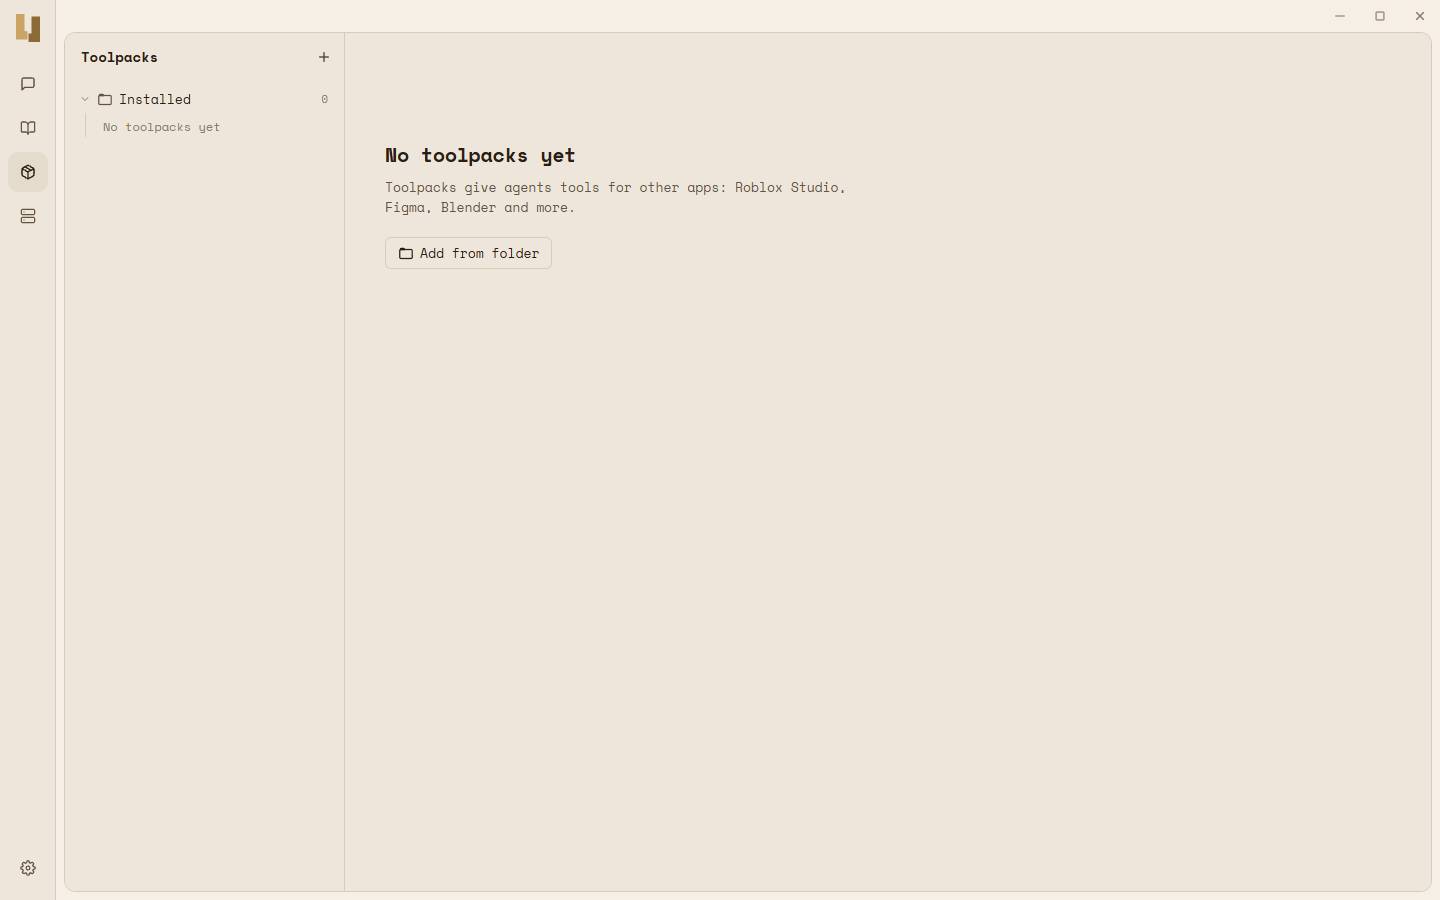 Toolpacks
Installed
0
No toolpacks yet
No toolpacks yet
Toolpacks give agents tools for other apps: Roblox Studio,
Figma, Blender and more.
Add from folder